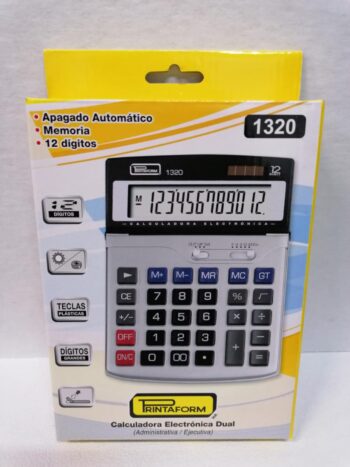 • Apagado Automático
• Memoria
• 12 dígitos
1320
PRINTAFORM
1320
12
M
123456789012.
CALCULADORA ELECTRÓNICA
12
DÍGITOS
TECLAS
PLÁSTICAS
DÍGITOS
GRANDES
► M+ M− MR MC GT
CE 7 8 9 % √
+/− 4 5 6 × ÷
OFF 1 2 3 + −
ON/C 0 00 • =
PRINTAFORM
Calculadora Electrónica Dual
(Administrativa / Ejecutiva)